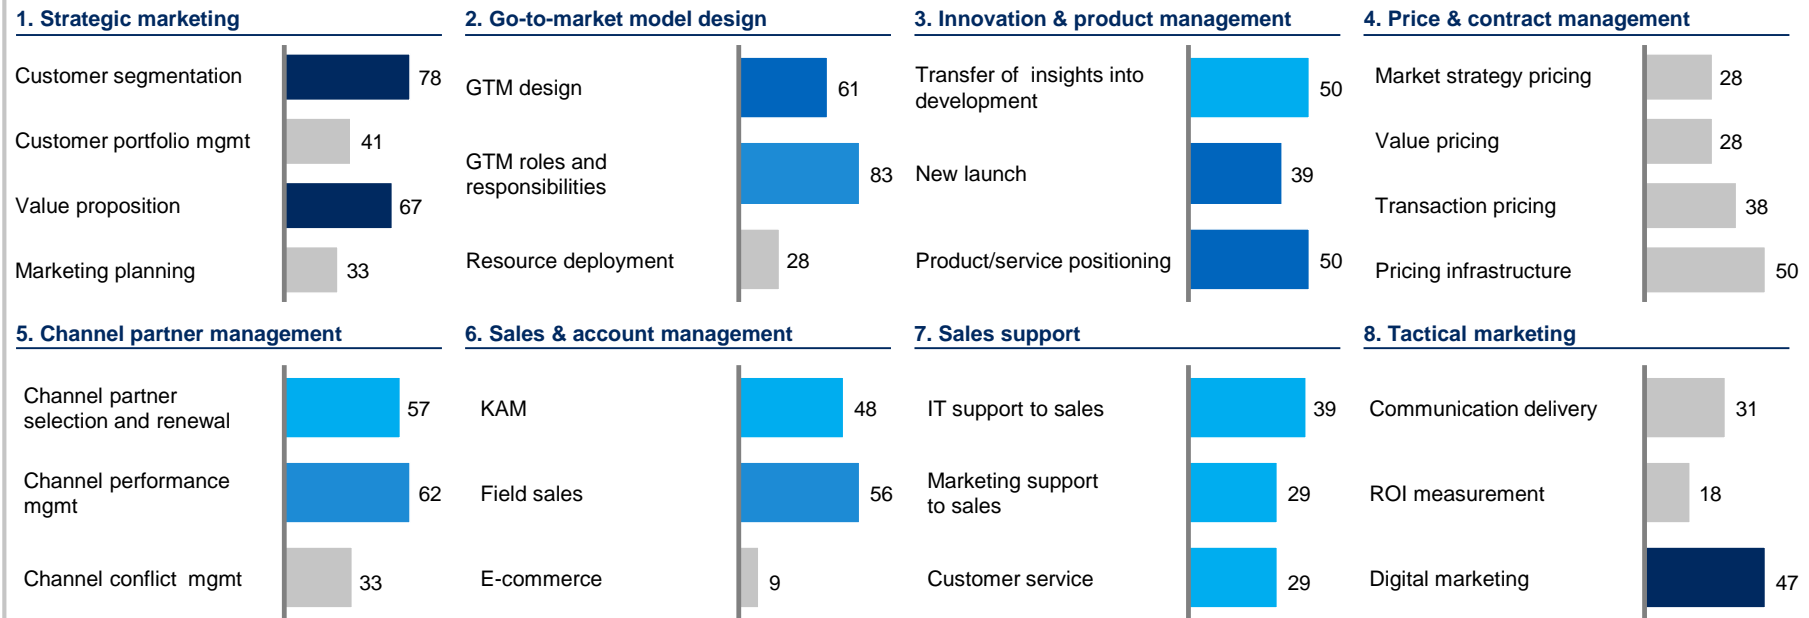 1. Strategic marketing
Customer segmentation 78
Customer portfolio mgmt 41
Value proposition 67
Marketing planning 33
2. Go-to-market model design
GTM design 61
GTM roles and
responsibilities 83
Resource deployment 28
3. Innovation & product management
Transfer of insights into
development 50
New launch 39
Product/service positioning 50
4. Price & contract management
Market strategy pricing 28
Value pricing 28
Transaction pricing 38
Pricing infrastructure 50
5. Channel partner management
Channel partner
selection and renewal 57
Channel performance
mgmt 62
Channel conflict mgmt 33
6. Sales & account management
KAM 48
Field sales 56
E-commerce 9
7. Sales support
IT support to sales 39
Marketing support
to sales 29
Customer service 29
8. Tactical marketing
Communication delivery 31
ROI measurement 18
Digital marketing 47